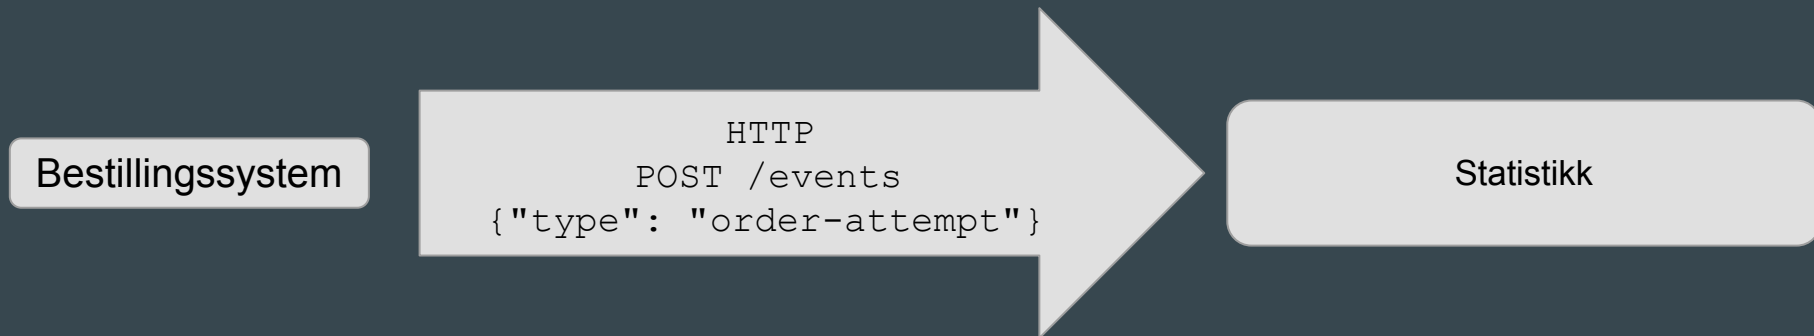 Bestillingssystem
HTTP
POST /events
{"type": "order-attempt"}
Statistikk